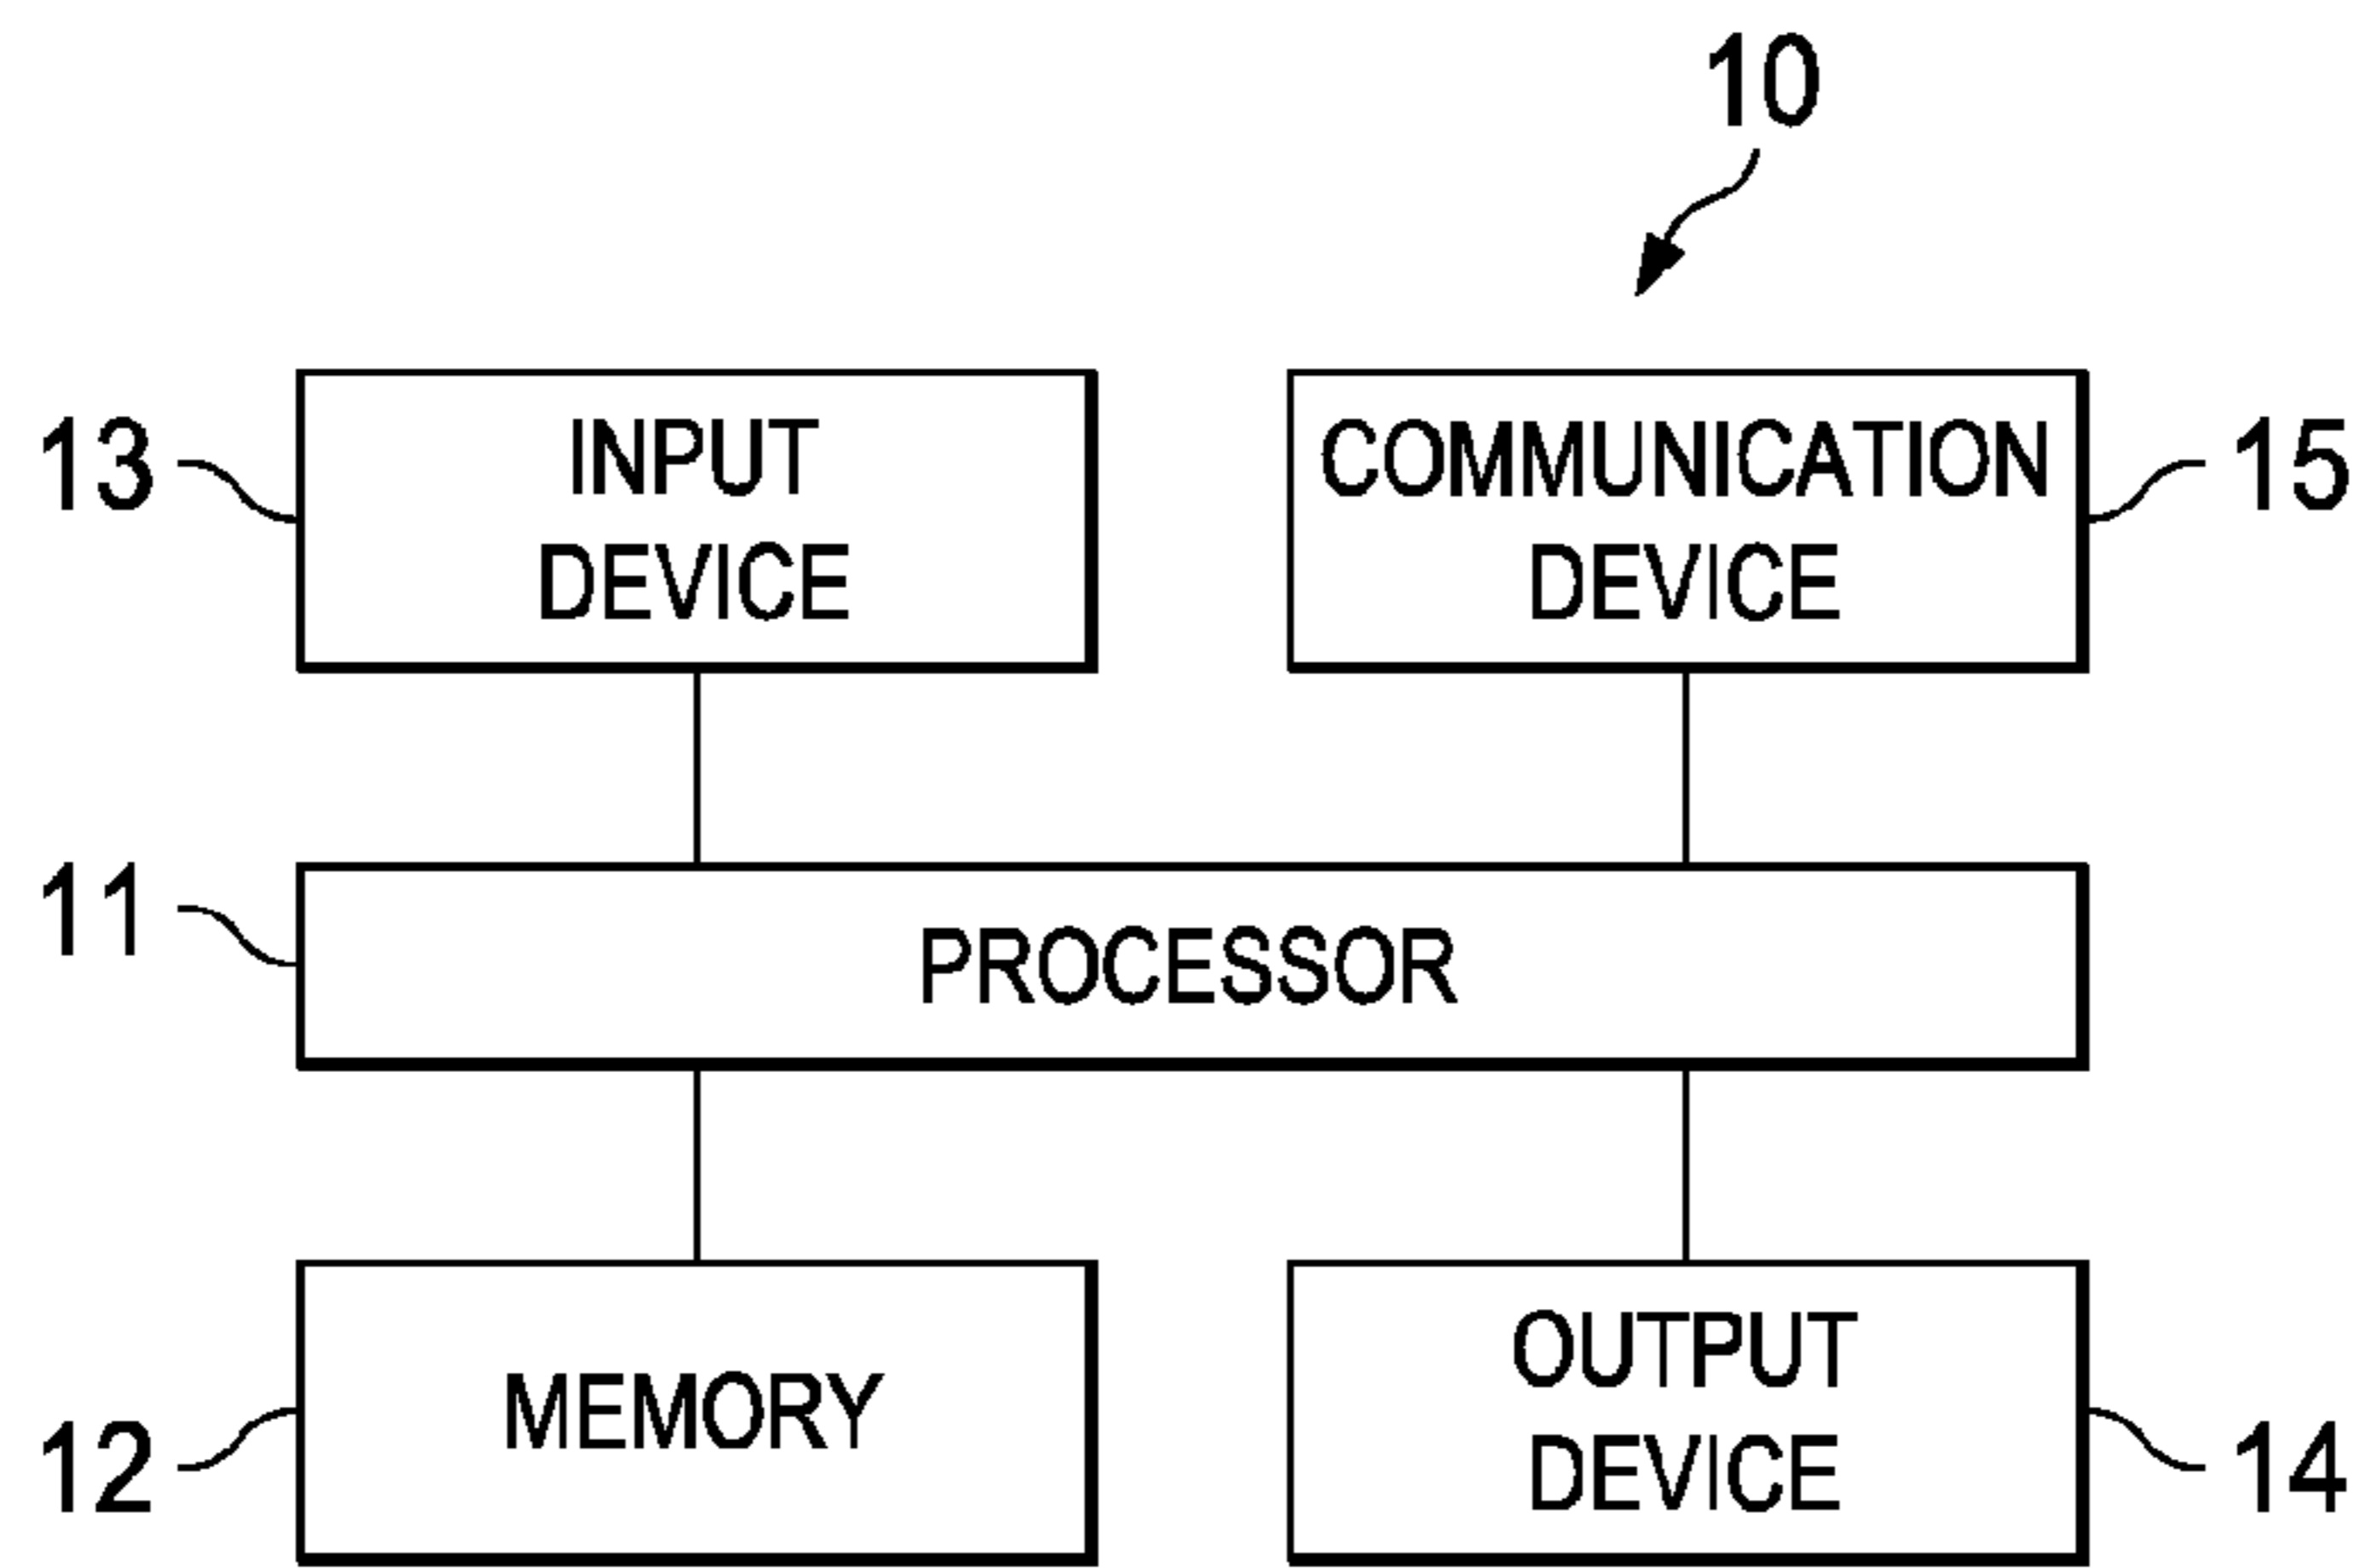 10
13
INPUT
DEVICE
COMMUNICATION
DEVICE
15
11
PROCESSOR
12
MEMORY
OUTPUT
DEVICE
14